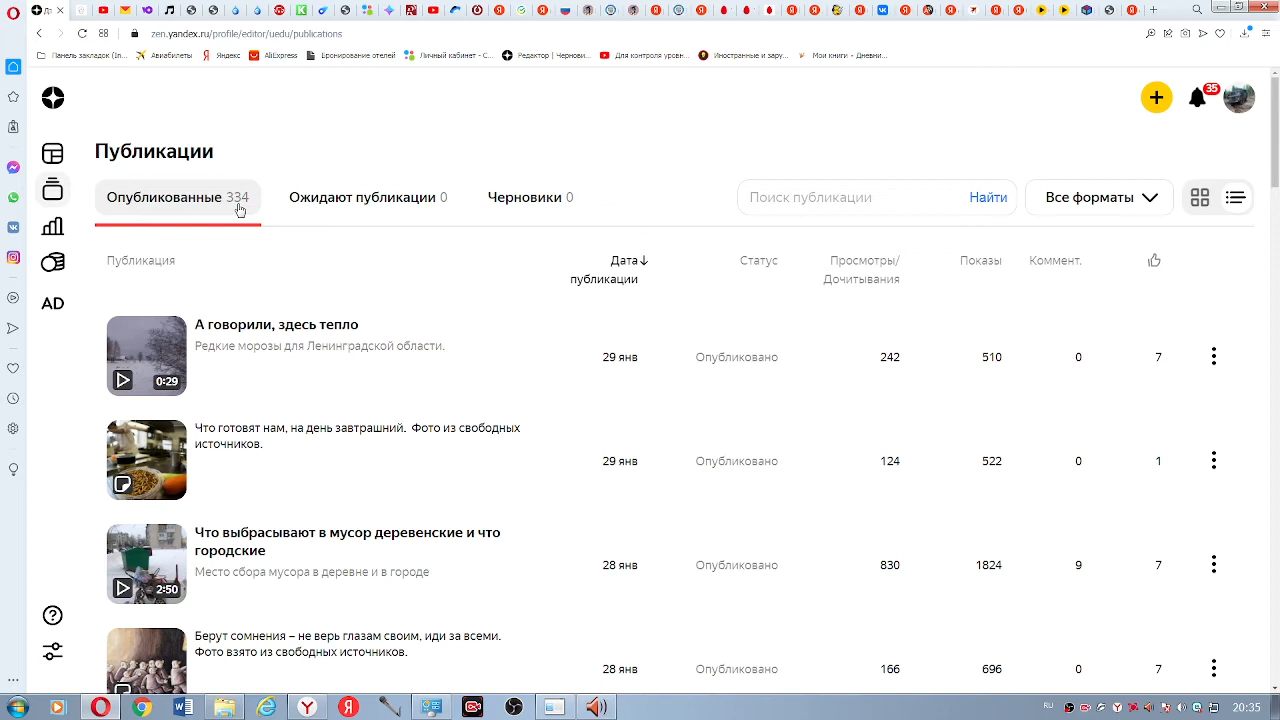 zen.yandex.ru/profile/editor/uedu/publications
Панель закладок (In...
Авиабилеты
Яндекс
AliExpress
Бронирование отелей
Личный кабинет - С...
Редактор | Чернови...
Для контроля уровн...
Иностранные и зару...
Мои книги – Дневни...
35
Публикации
Опубликованные 334
Ожидают публикации 0
Черновики 0
Поиск публикации
Найти
Все форматы
AD
Публикация
Дата↓
публикации
Статус
Просмотры/
Дочитывания
Показы
Коммент.
А говорили, здесь тепло
Редкие морозы для Ленинградской области.
0:29
29 янв
Опубликовано
242
510
0
7
Что готовят нам, на день завтрашний. Фото из свободных
источников.
29 янв
Опубликовано
124
522
0
1
Что выбрасывают в мусор деревенские и что
городские
Место сбора мусора в деревне и в городе
2:50
28 янв
Опубликовано
830
1824
9
7
Берут сомнения – не верь глазам своим, иди за всеми.
Фото взято из свободных источников.
28 янв
Опубликовано
166
696
0
7
RU
20:35